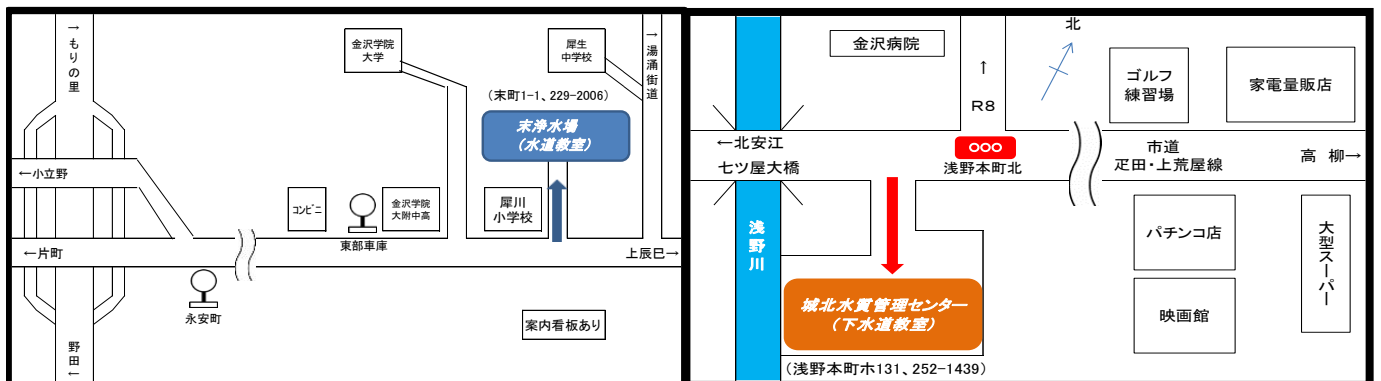 →もりの里
金沢学院
大学
犀生
中学校
→湯涌街道
(末町1-1、229-2006)
末浄水場
(水道教室)
←小立野
コンビニ
金沢学院
大附中高
犀川
小学校
東部車庫
←片町
上辰巳→
永安町
案内看板あり
野田←
金沢病院
↑
R8
北
ゴルフ
練習場
家電量販店
←北安江
○○○
市道
疋田・上荒屋線
高 柳→
七ツ屋大橋
浅野本町北
浅野川
パチンコ店
大型スーパー
城北水質管理センター
(下水道教室)
映画館
(浅野本町ホ131、252-1439)